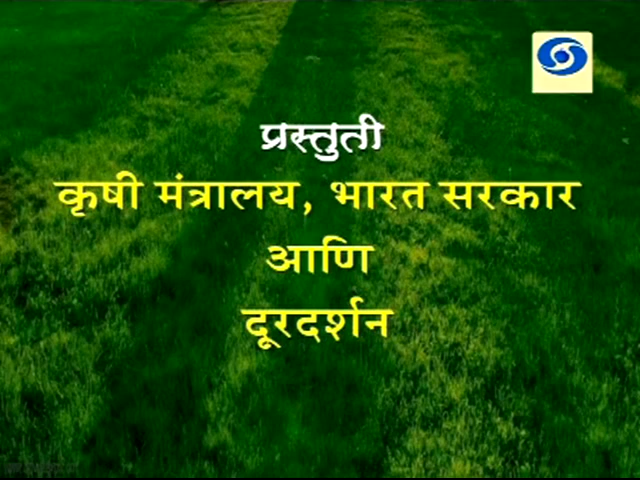 प्रस्तुती
कृषी मंत्रालय, भारत सरकार
आणि
दूरदर्शन